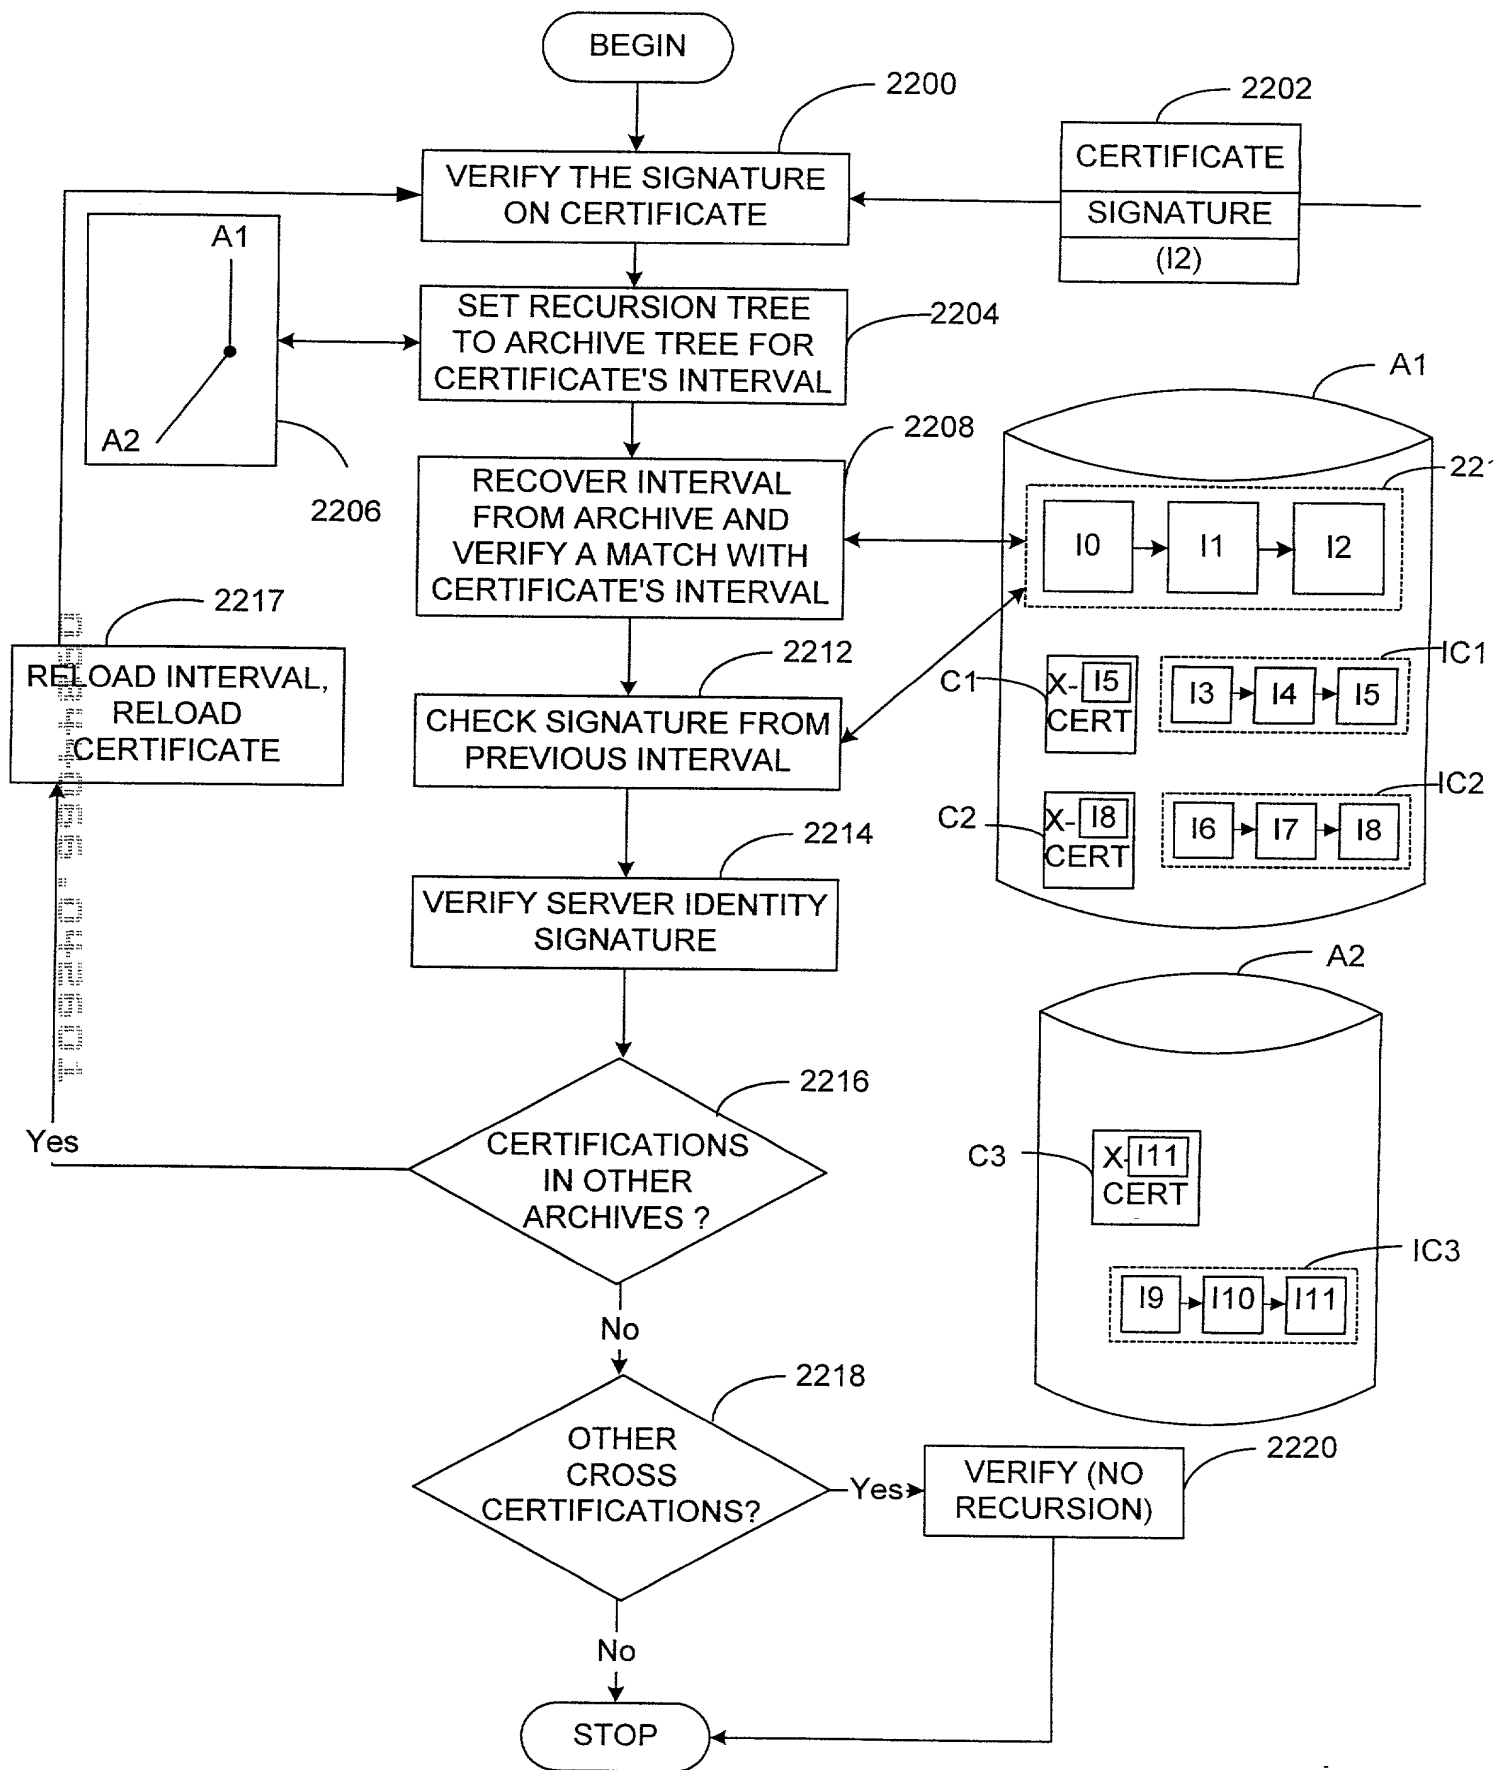 BEGIN
2200
2202
VERIFY THE SIGNATURE
ON CERTIFICATE
CERTIFICATE
SIGNATURE
(I2)
A1
A2
2206
SET RECURSION TREE
TO ARCHIVE TREE FOR
CERTIFICATE'S INTERVAL
2204
RECOVER INTERVAL
FROM ARCHIVE AND
VERIFY A MATCH WITH
CERTIFICATE'S INTERVAL
2208
A1
22
I0
I1
I2
C1
X-
I5
CERT
IC1
I3
I4
I5
C2
X-
I8
CERT
IC2
I6
I7
I8
2217
RELOAD INTERVAL,
RELOAD
CERTIFICATE
2212
CHECK SIGNATURE FROM
PREVIOUS INTERVAL
2214
VERIFY SERVER IDENTITY
SIGNATURE
A2
C3
X-
I11
CERT
IC3
I9
I10
I11
2216
CERTIFICATIONS
IN OTHER
ARCHIVES ?
Yes
No
2218
OTHER
CROSS
CERTIFICATIONS?
Yes
2220
VERIFY (NO
RECURSION)
No
STOP